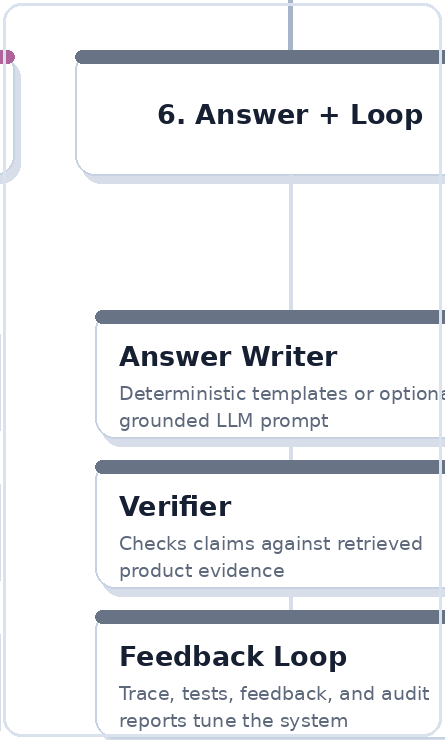 6. Answer + Loop
Answer Writer
Deterministic templates or optiona
grounded LLM prompt
Verifier
Checks claims against retrieved
product evidence
Feedback Loop
Trace, tests, feedback, and audit
reports tune the system